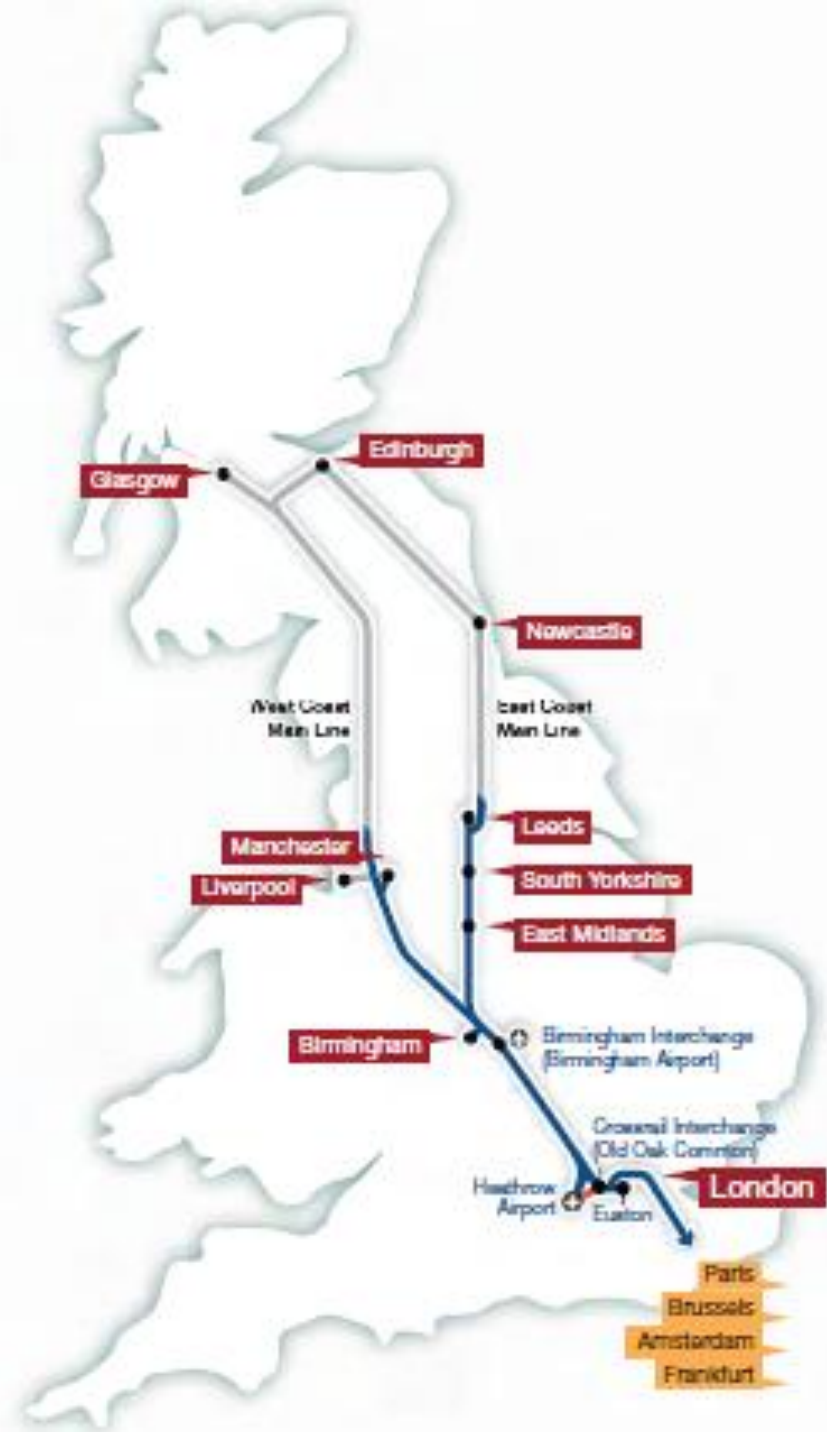 Edinburgh
Glasgow
Newcastle
West Coast
Main Line
East Coast
Main Line
Leeds
Manchester
South Yorkshire
Liverpool
East Midlands
Birmingham
Birmingham Interchange
(Birmingham Airport)
Crossrail Interchange
(Old Oak Common)
London
Heathrow
Airport
Euston
Paris
Brussels
Amsterdam
Frankfurt